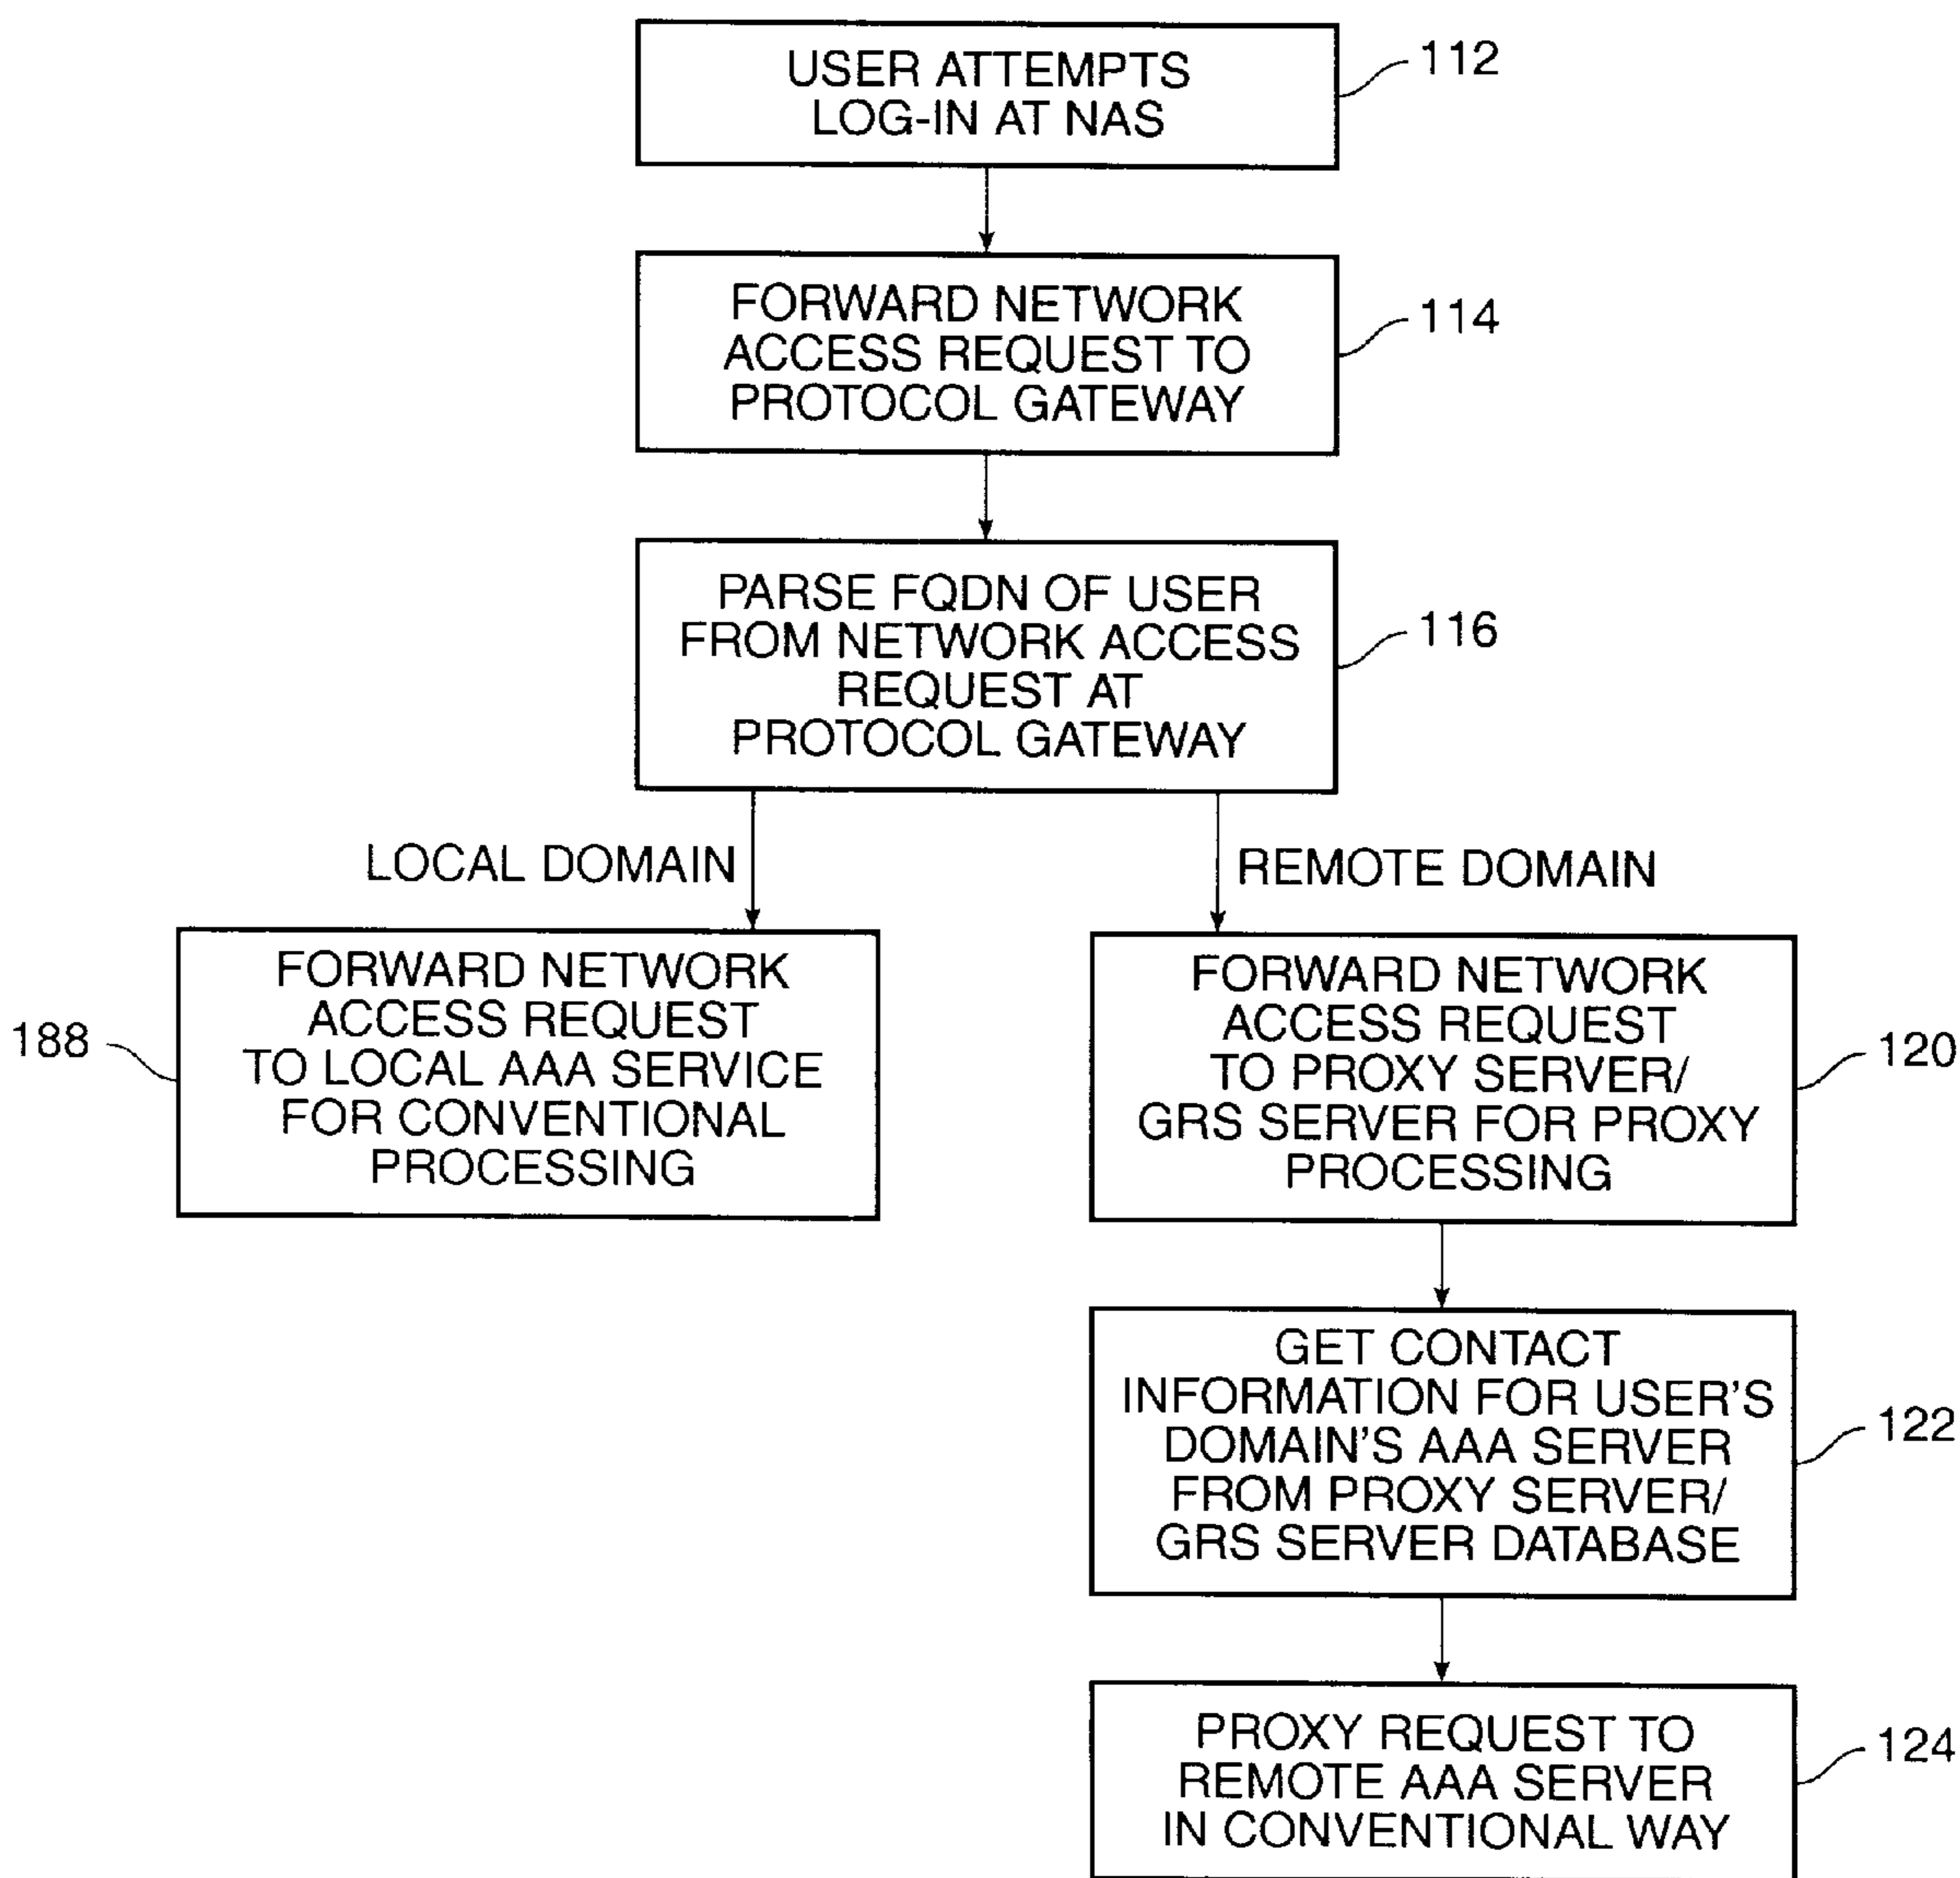 USER ATTEMPTS
LOG-IN AT NAS
112
FORWARD NETWORK
ACCESS REQUEST TO
PROTOCOL GATEWAY
114
PARSE FQDN OF USER
FROM NETWORK ACCESS
REQUEST AT
PROTOCOL GATEWAY
116
LOCAL DOMAIN
REMOTE DOMAIN
FORWARD NETWORK
ACCESS REQUEST
TO LOCAL AAA SERVICE
FOR CONVENTIONAL
PROCESSING
188
FORWARD NETWORK
ACCESS REQUEST
TO PROXY SERVER/
GRS SERVER FOR PROXY
PROCESSING
120
GET CONTACT
INFORMATION FOR USER'S
DOMAIN'S AAA SERVER
FROM PROXY SERVER/
GRS SERVER DATABASE
122
PROXY REQUEST TO
REMOTE AAA SERVER
IN CONVENTIONAL WAY
124